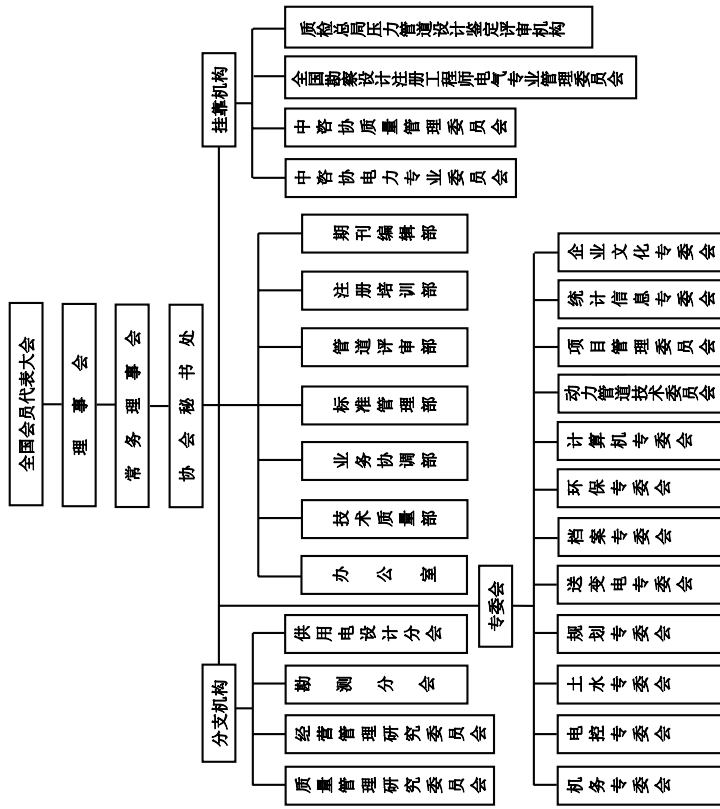 全国会员代表大会
理事会
常务理事会
协会秘书处
分支机构
挂靠机构
质量管理研究委员会
经营管理研究委员会
勘测分会
供用电设计分会
办公室
技术质量部
业务协调部
标准管理部
管道评审部
注册培训部
期刊编辑部
中咨协电力专业委员会
中咨协质量管理委员会
全国勘察设计注册工程师电气专业管理委员会
质检总局压力管道设计鉴定评审机构
专委会
机务专委会
电控专委会
土水专委会
规划专委会
送变电专委会
档案专委会
环保专委会
计算机专委会
动力管道技术委员会
项目管理委员会
统计信息专委会
企业文化专委会